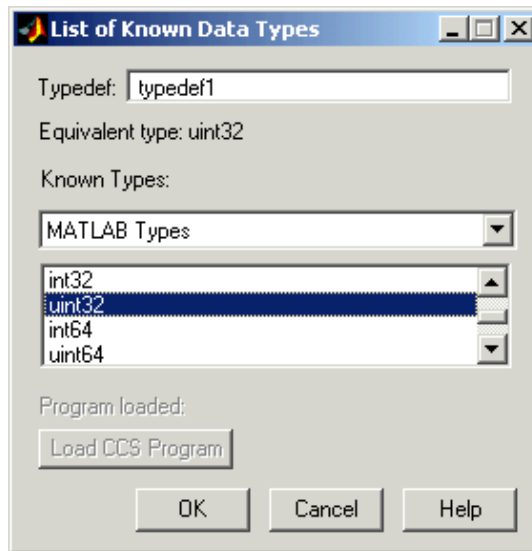 List of Known Data Types
Typedef: typedef1
Equivalent type: uint32
Known Types:
MATLAB Types
int32
uint32
int64
uint64
Program loaded:
Load CCS Program
OK Cancel Help